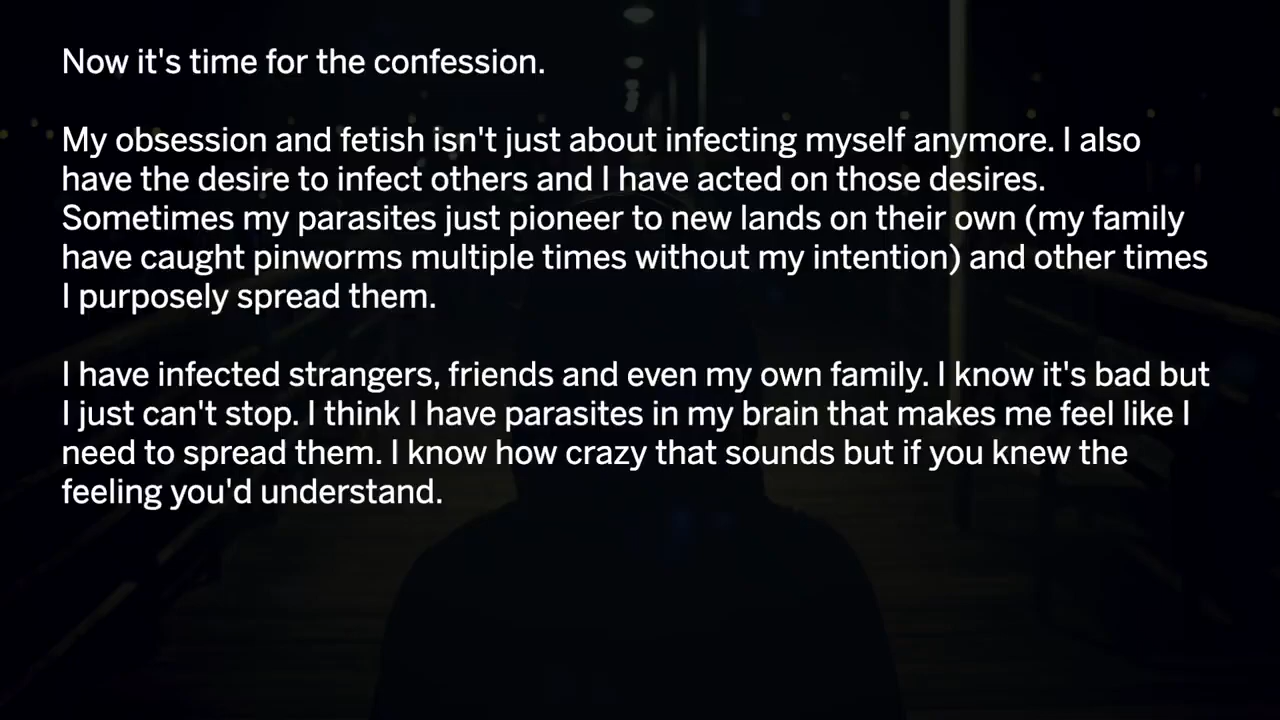 Now it's time for the confession.
My obsession and fetish isn't just about infecting myself anymore. I also
have the desire to infect others and I have acted on those desires.
Sometimes my parasites just pioneer to new lands on their own (my family
have caught pinworms multiple times without my intention) and other times
I purposely spread them.
I have infected strangers, friends and even my own family. I know it's bad but
I just can't stop. I think I have parasites in my brain that makes me feel like I
need to spread them. I know how crazy that sounds but if you knew the
feeling you'd understand.